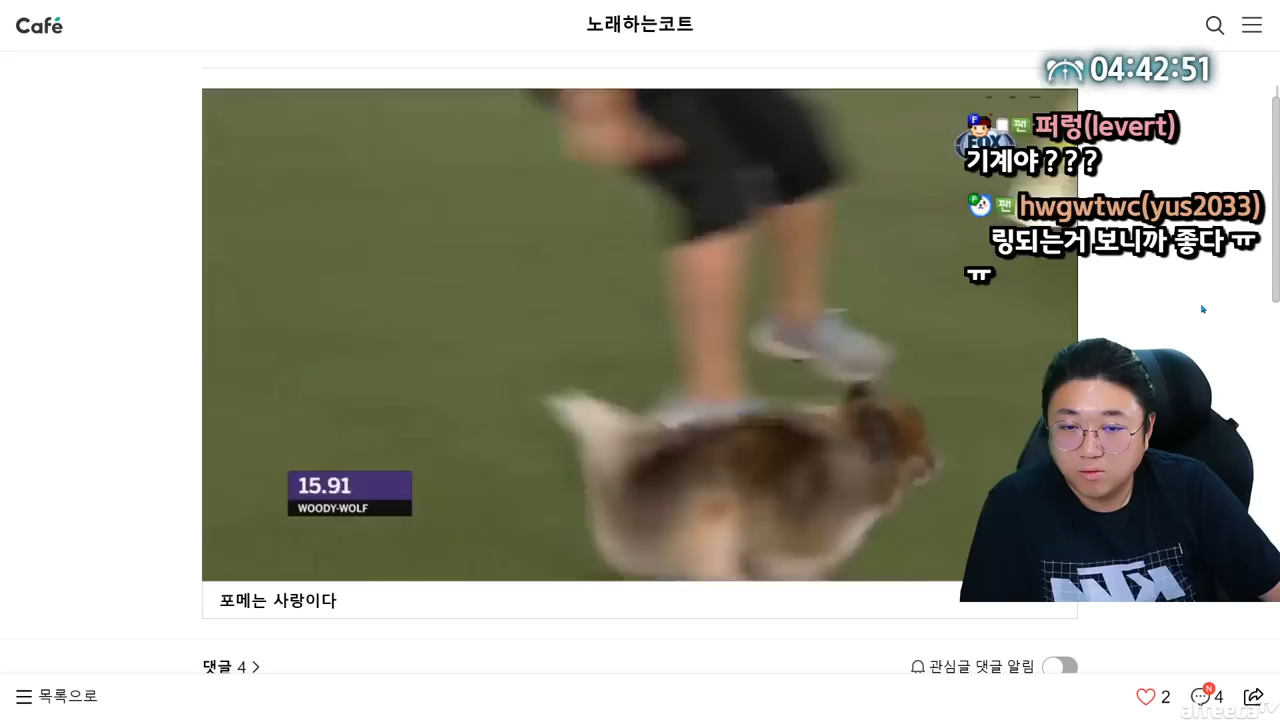 Café
노래하는코트
04:42:51
팬 퍼렁(levert)
기계야???
팬 hwgwtwc(yus2033)
링되는거 보니까 좋다 ㅠ
ㅠ
15.91
WOODY-WOLF
포메는 사랑이다
댓글 4
관심글 댓글 알림
목록으로
2
N
4
afreecaTV